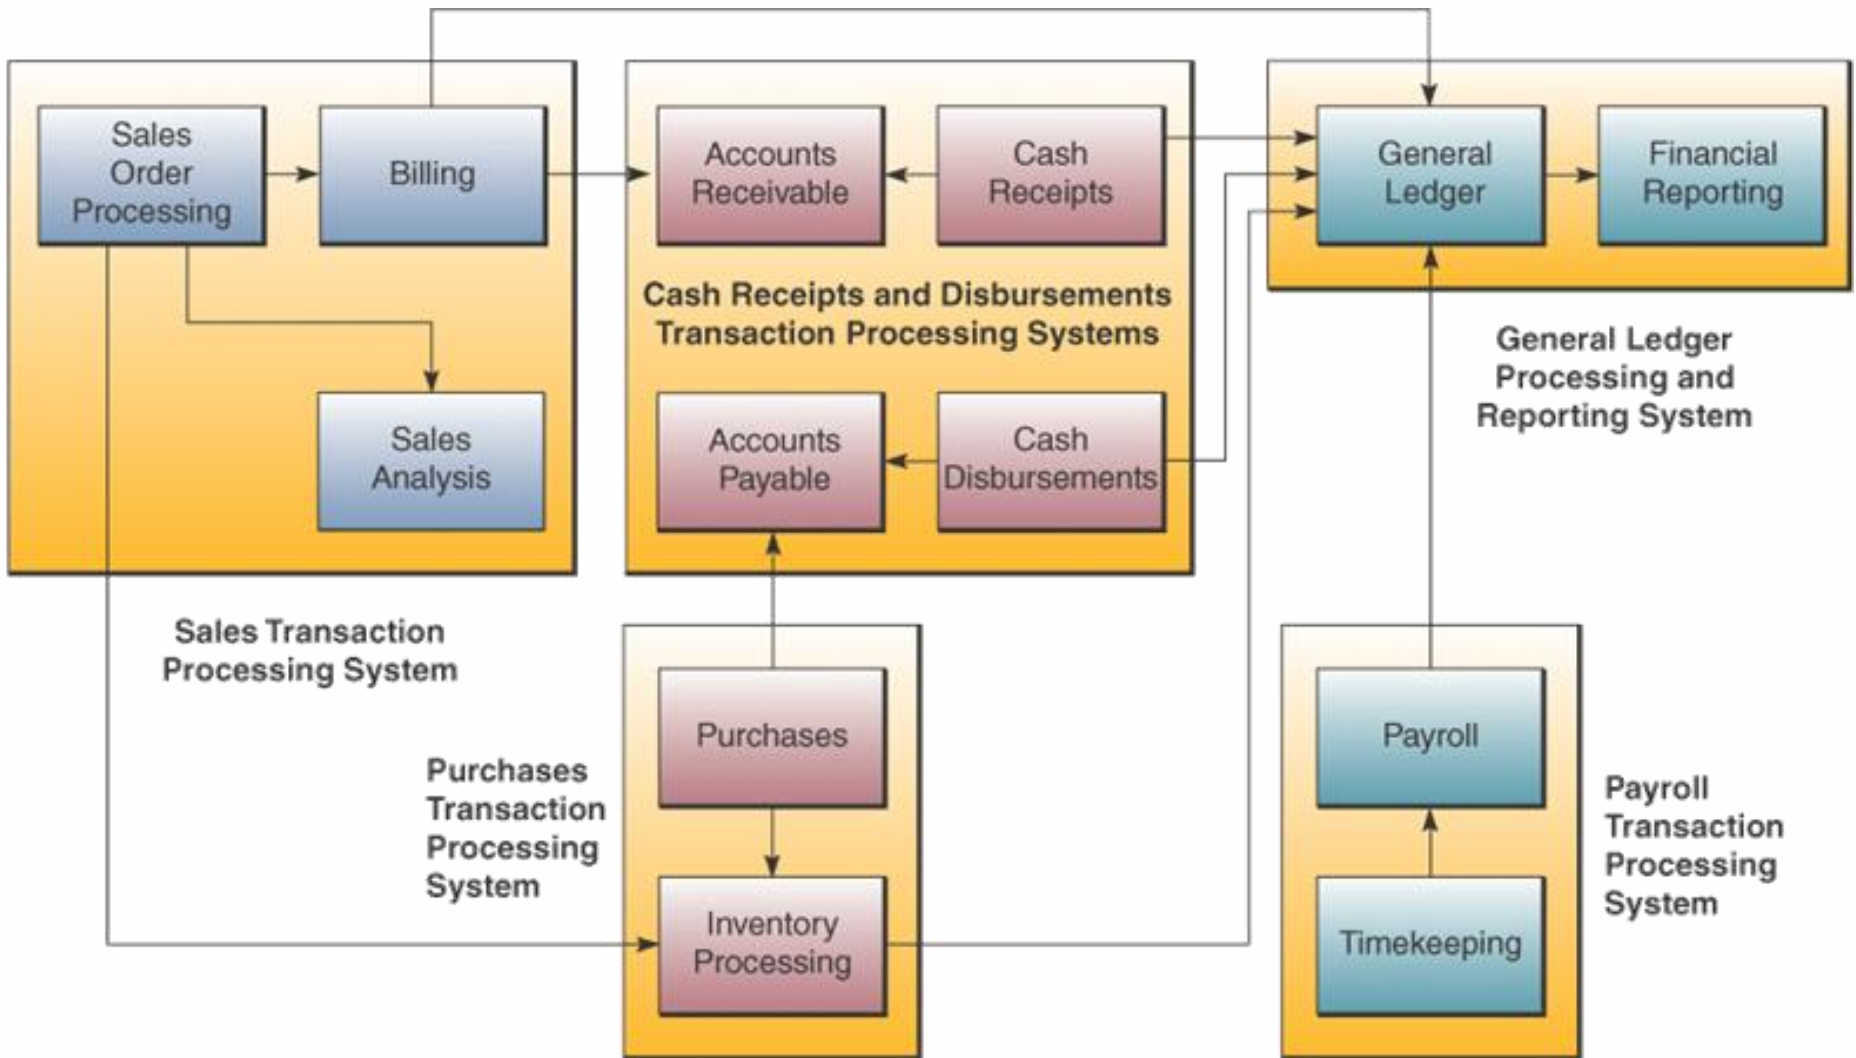 Sales
Order
Processing
Billing
Sales
Analysis
Sales Transaction
Processing System
Accounts
Receivable
Cash
Receipts
Cash Receipts and Disbursements
Transaction Processing Systems
Accounts
Payable
Cash
Disbursements
General
Ledger
Financial
Reporting
General Ledger
Processing and
Reporting System
Purchases
Transaction
Processing
System
Purchases
Inventory
Processing
Payroll
Timekeeping
Payroll
Transaction
Processing
System